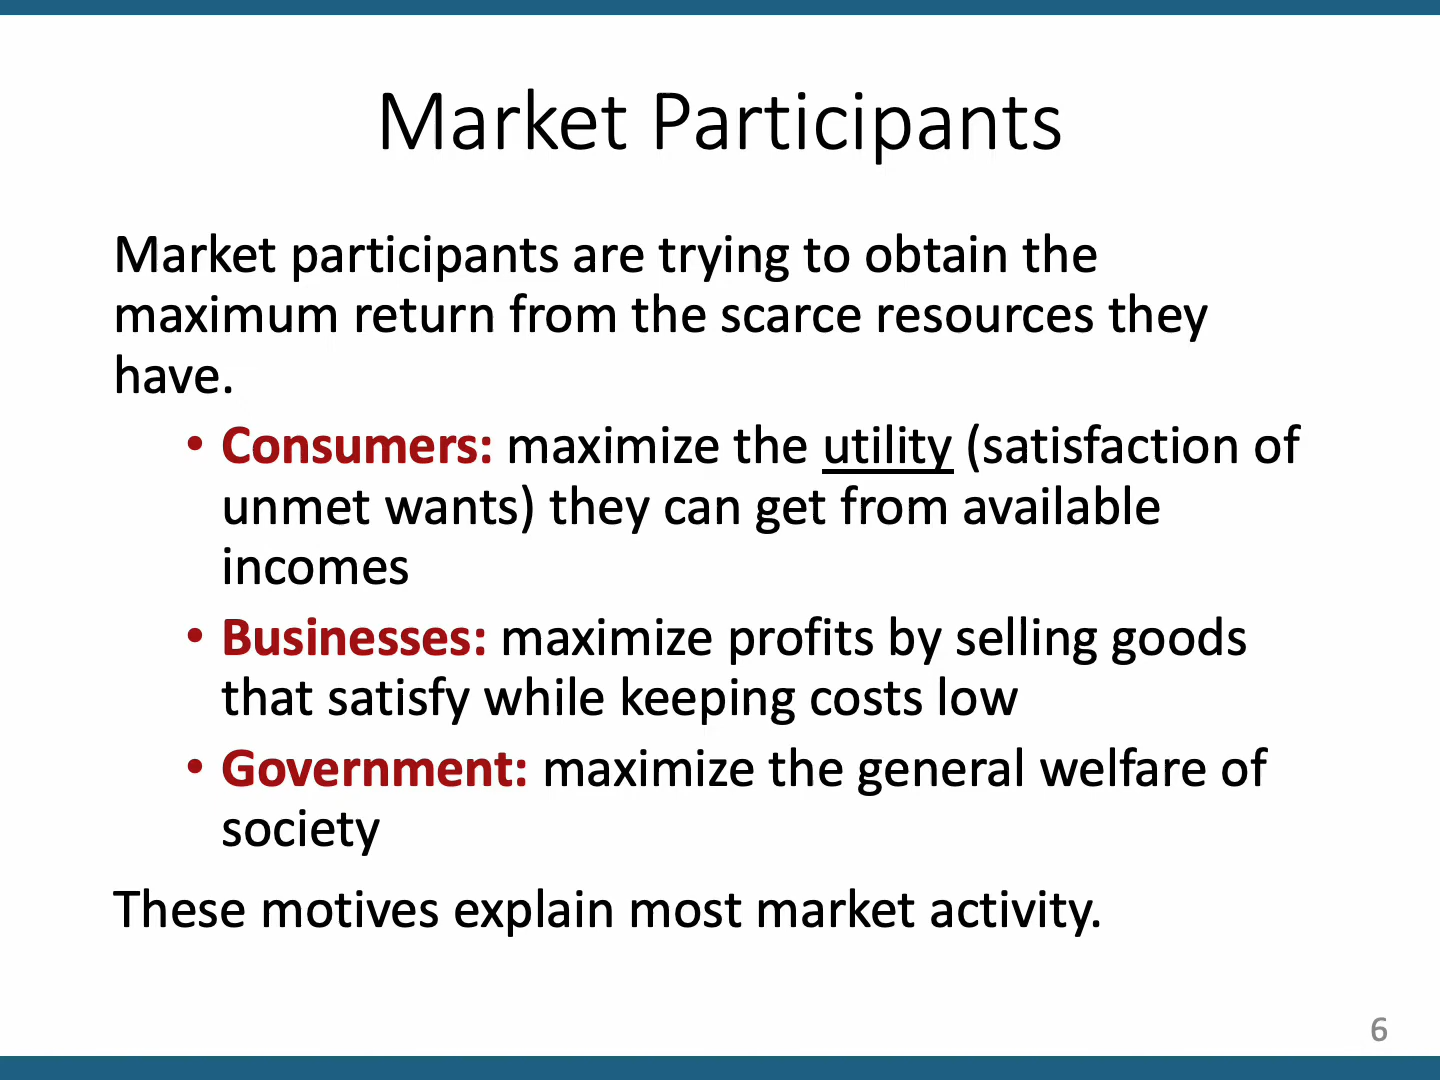 Market Participants
Market participants are trying to obtain the
maximum return from the scarce resources they
have.
• Consumers: maximize the utility (satisfaction of
unmet wants) they can get from available
incomes
• Businesses: maximize profits by selling goods
that satisfy while keeping costs low
• Government: maximize the general welfare of
society
These motives explain most market activity.
6